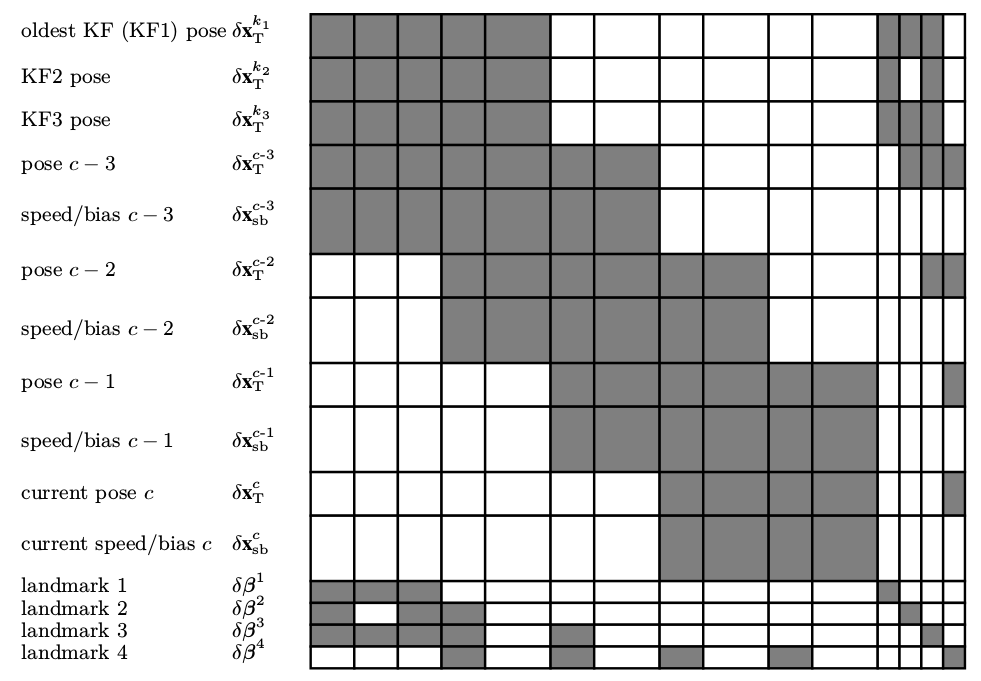 oldest KF (KF1) pose δx_T^{k_1}
KF2 pose δx_T^{k_2}
KF3 pose δx_T^{k_3}
pose c − 3 δx_T^{c-3}
speed/bias c − 3 δx_sb^{c-3}
pose c − 2 δx_T^{c-2}
speed/bias c − 2 δx_sb^{c-2}
pose c − 1 δx_T^{c-1}
speed/bias c − 1 δx_sb^{c-1}
current pose c δx_T^c
current speed/bias c δx_sb^c
landmark 1 δβ^1
landmark 2 δβ^2
landmark 3 δβ^3
landmark 4 δβ^4